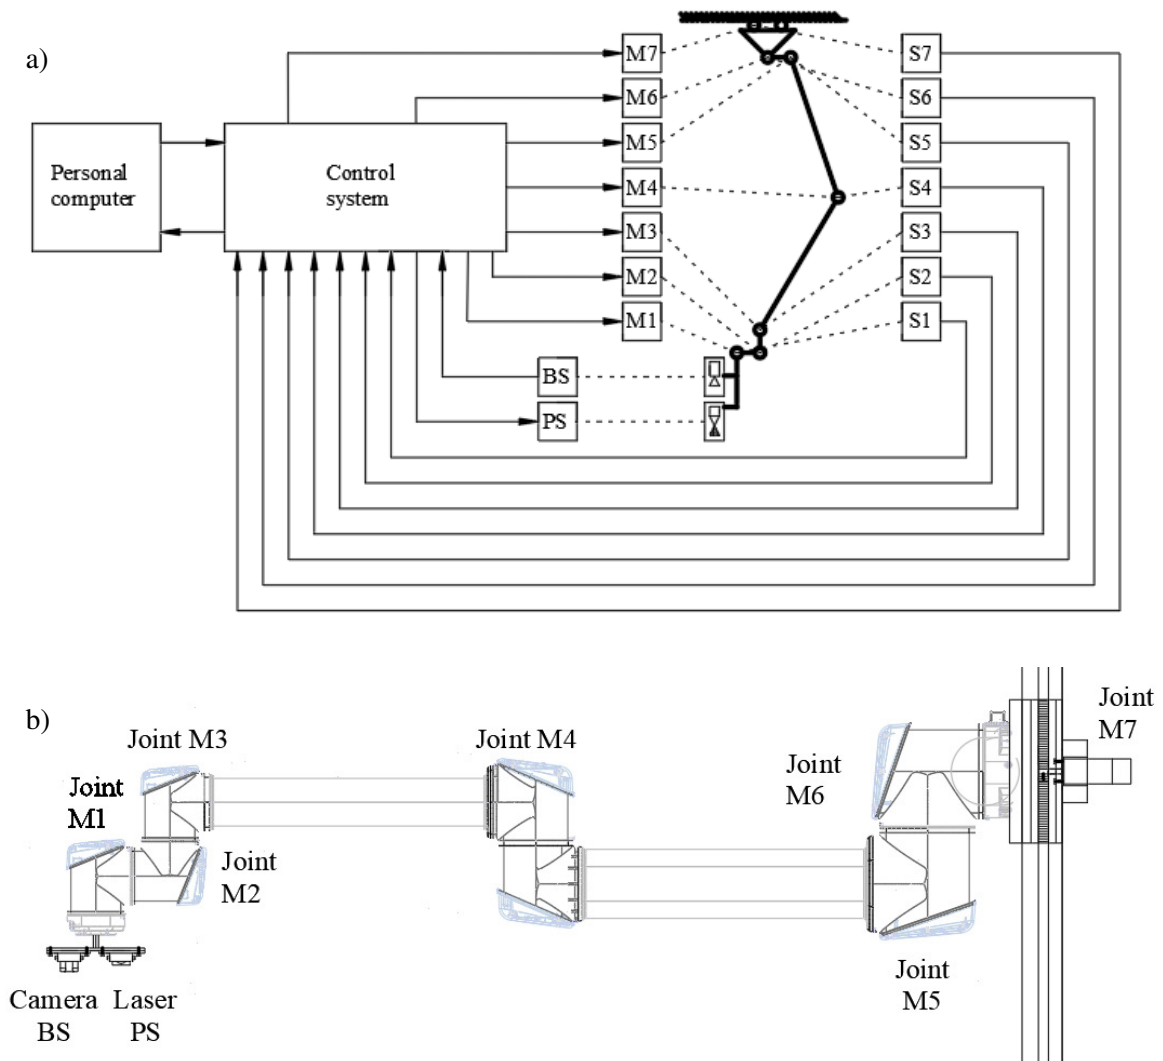 a)
M7
S7
M6
S6
M5
S5
Personal
computer
Control
system
M4
S4
M3
S3
M2
S2
M1
S1
BS
PS
b)
Joint M3
Joint M4
Joint
M7
Joint
M6
Joint
M1
Joint
M2
Joint
M5
Camera
BS
Laser
PS